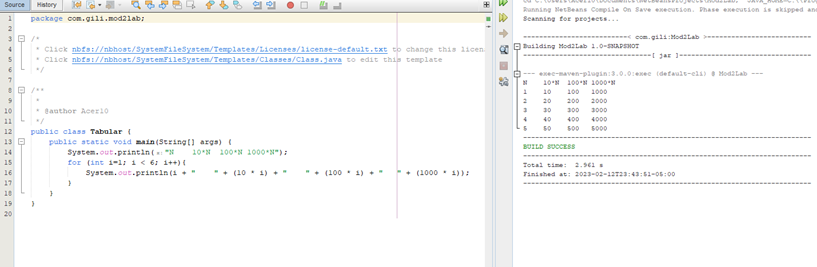 Source History
1 package com.gili.mod2lab;
2
3 /*
4 * Click nbfs://nbhost/SystemFileSystem/Templates/Licenses/license-default.txt to change this licen
5 * Click nbfs://nbhost/SystemFileSystem/Templates/Classes/Class.java to edit this template
6 */
7
8 /**
9 *
10 * @author Acer10
11 */
12 public class Tabular {
13 public static void main(String[] args) {
14 System.out.println("N    10*N  100*N 1000*N");
15 for (int i=1; i < 6; i++){
16 System.out.println(i + "    " + (10 * i) + "    " + (100 * i) + "   " + (1000 * i));
17 }
18 }
19 }
20
Running NetBeans Compile On Save execution. Phase execution is skipped and
Scanning for projects...
-----------------------< com.gili:Mod2Lab >-----------------------
Building Mod2Lab 1.0-SNAPSHOT
--------------------------------[ jar ]---------------------------------
--- exec-maven-plugin:3.0.0:exec (default-cli) @ Mod2Lab ---
N    10*N  100*N 1000*N
1    10    100   1000
2    20    200   2000
3    30    300   3000
4    40    400   4000
5    50    500   5000
------------------------------------------------------------------------
BUILD SUCCESS
------------------------------------------------------------------------
Total time:  2.961 s
Finished at: 2023-02-12T23:43:51-05:00
------------------------------------------------------------------------